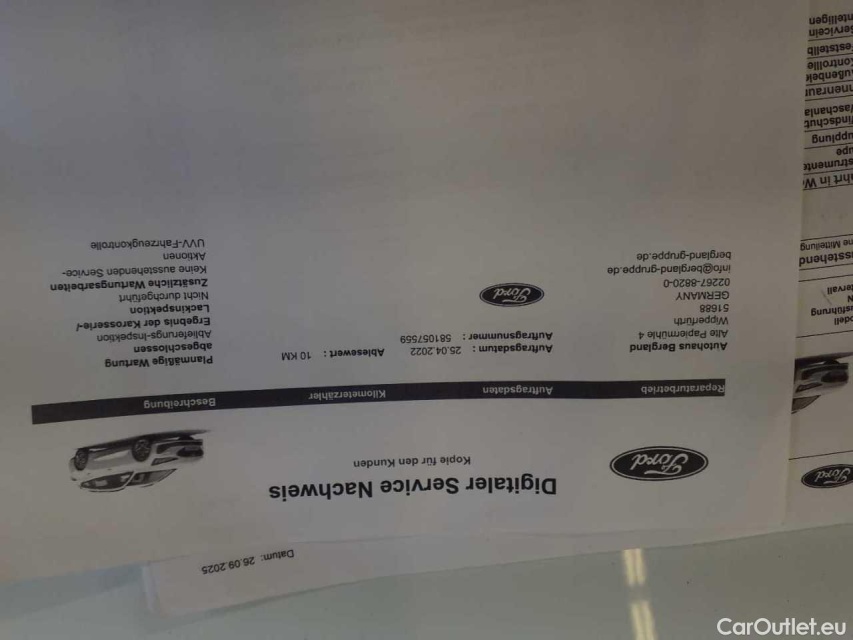 Datum: 26.09.2025
Digitaler Service Nachweis
Kopie für den Kunden
Ford
Reparaturbetrieb Auftragsdaten Kilometerzähler Beschreibung
Autohaus Bergland
Alte Papiermühle 4
Wipperfürth
51688
GERMANY
02267-8820-0
info@bergland-gruppe.de
bergland-gruppe.de
Auftragsdatum : 25.04.2022
Auftragsnummer : 581057559
Ford
Ablesewert : 10 KM
Planmäßige Wartung
abgeschlossen
Ablieferungs-Inspektion
Ergebnis der Karosserie-/
Lackinspektion
Nicht durchgeführt
Zusätzliche Wartungsarbeiten
Keine ausstehenden Service-
Aktionen
UVV-Fahrzeugkontrolle
Ford
CarOutlet.eu